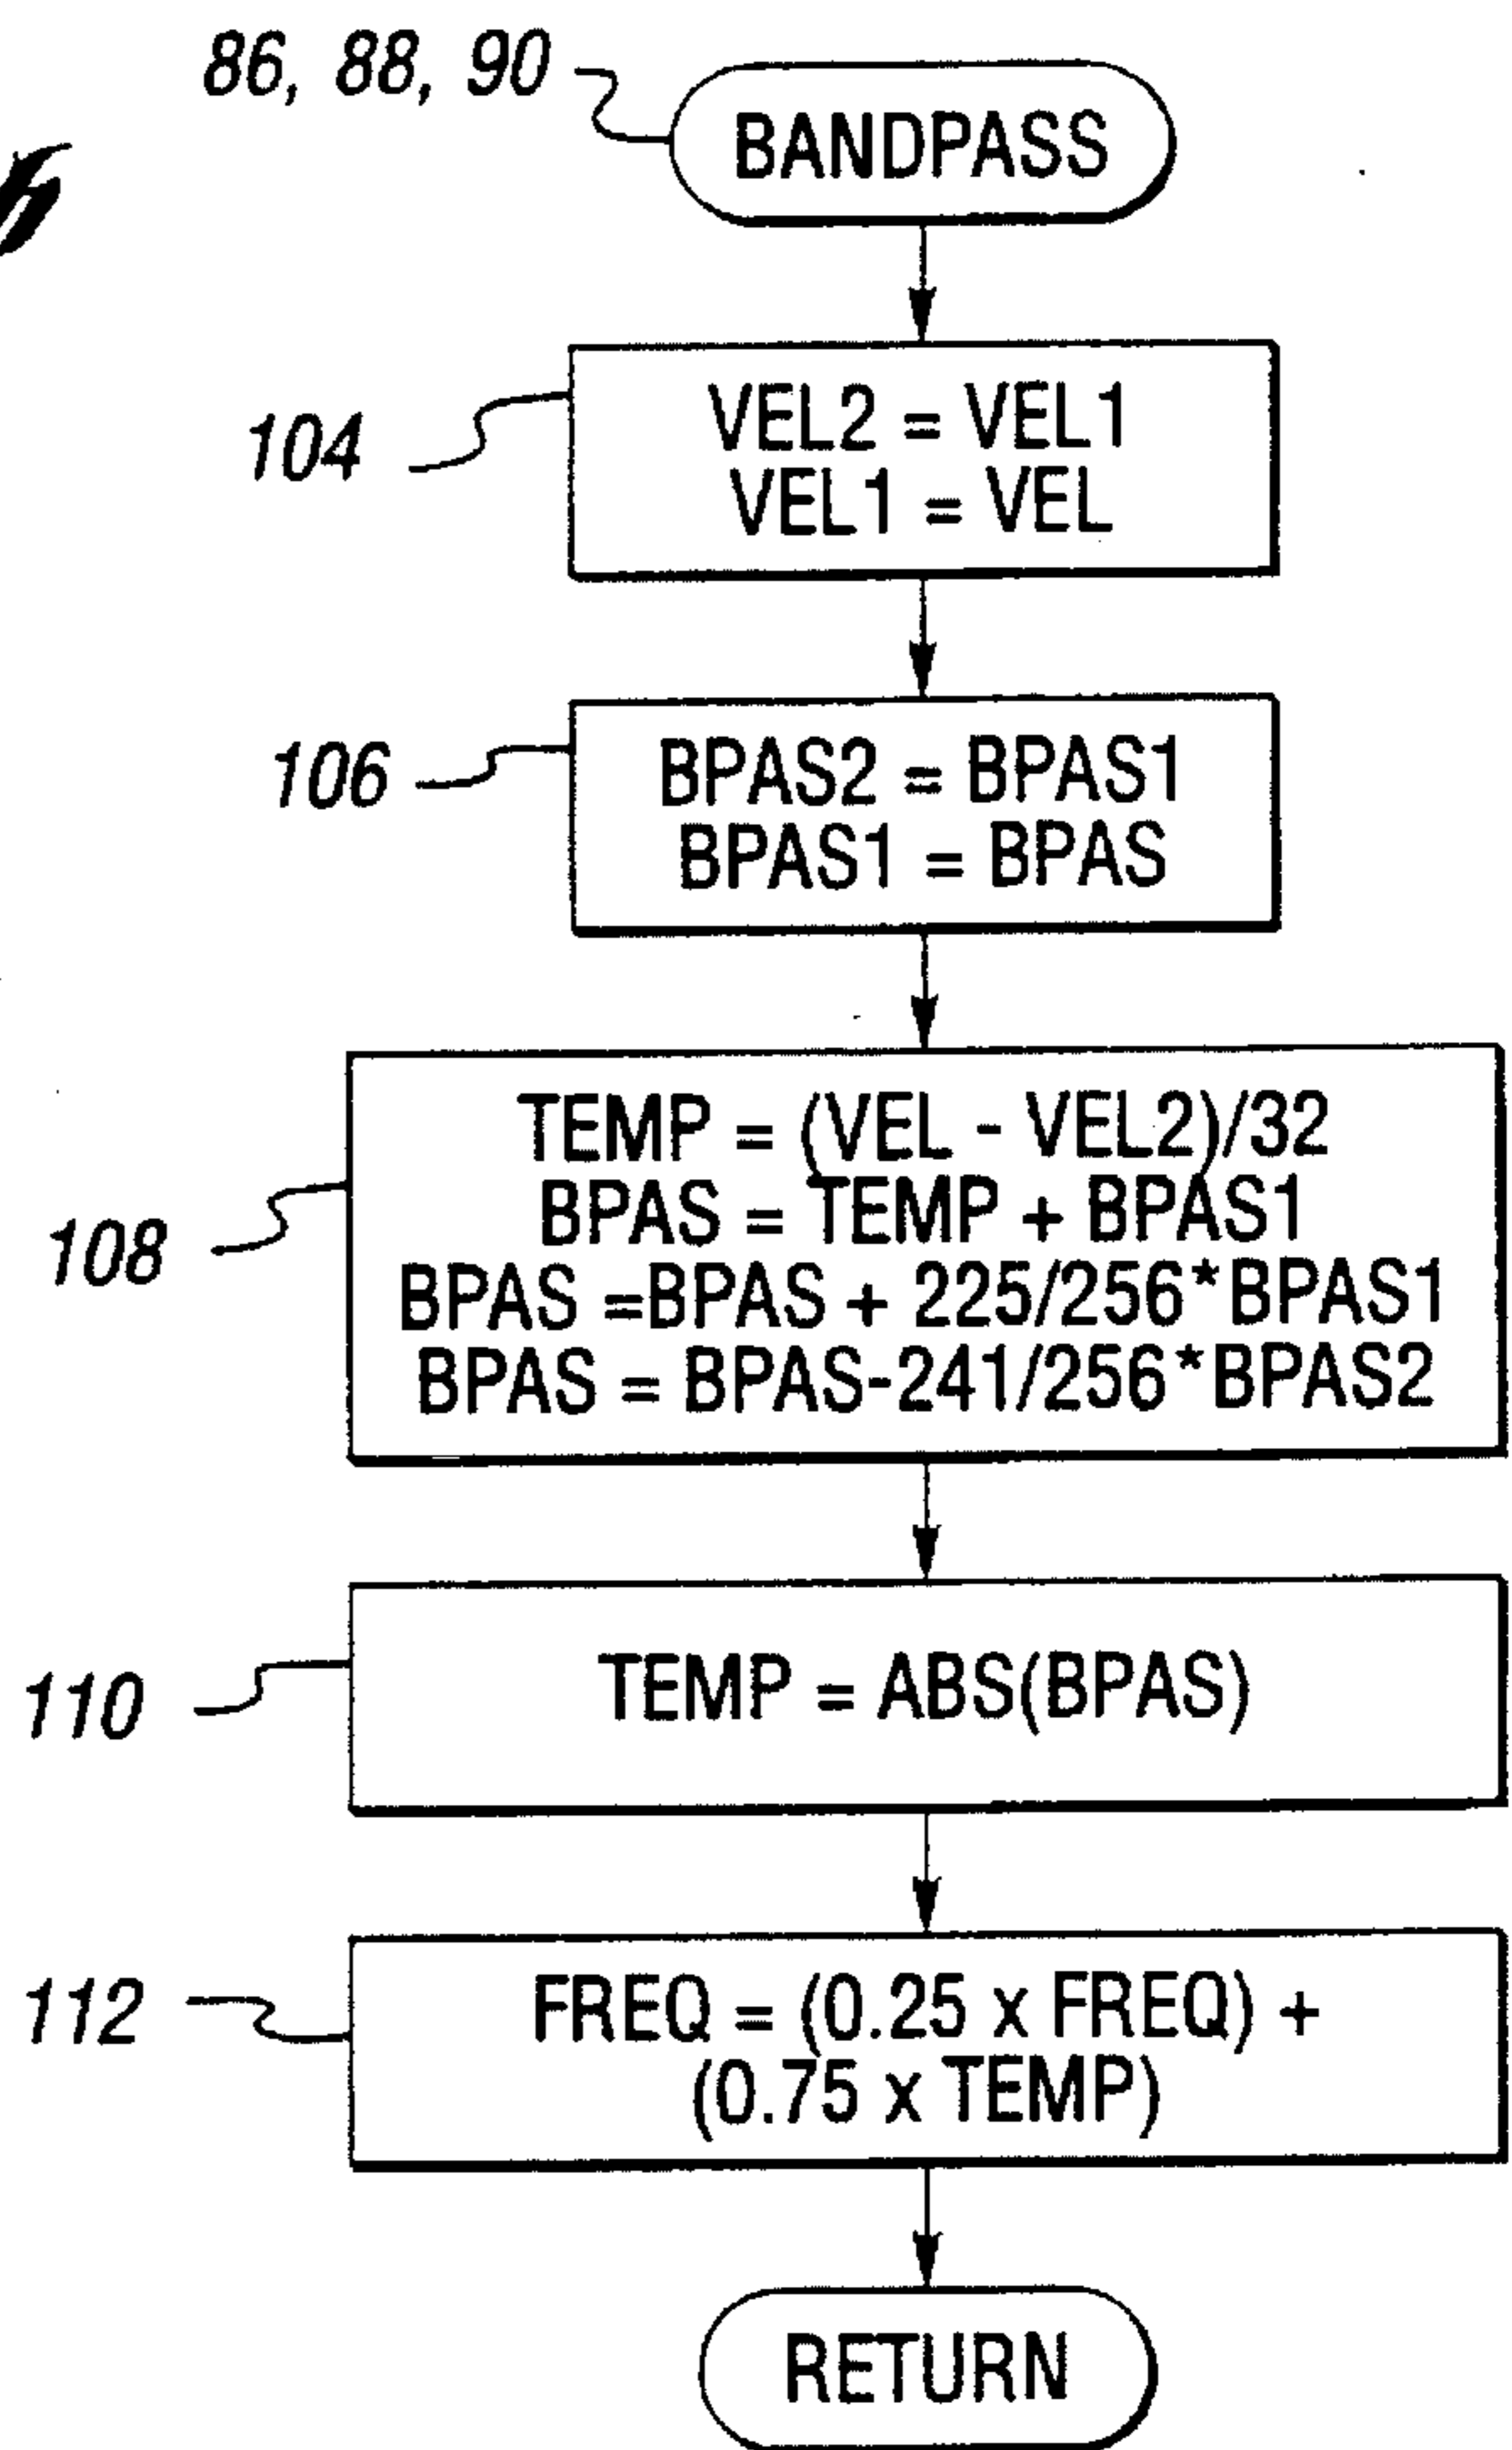 86, 88, 90
BANDPASS
104
VEL2 = VEL1
VEL1 = VEL
106
BPAS2 = BPAS1
BPAS1 = BPAS
108
TEMP = (VEL - VEL2)/32
BPAS = TEMP + BPAS1
BPAS =BPAS + 225/256*BPAS1
BPAS = BPAS-241/256*BPAS2
110
TEMP = ABS(BPAS)
112
FREQ = (0.25 x FREQ) +
(0.75 x TEMP)
RETURN